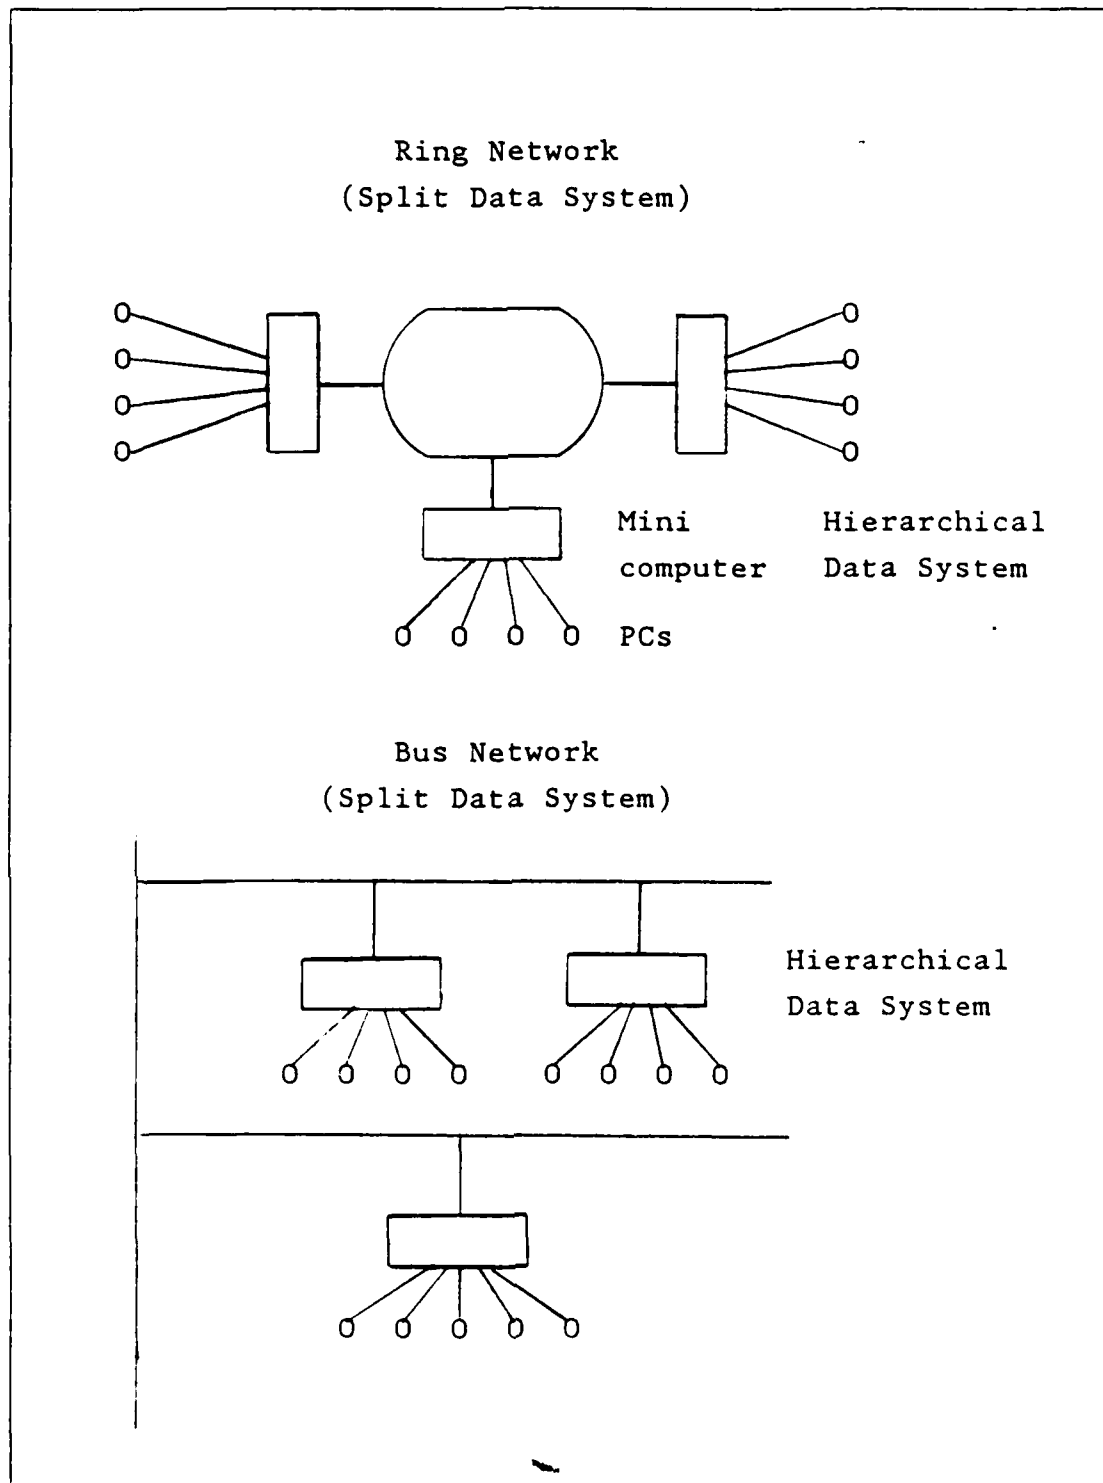 Ring Network
(Split Data System)
O O
O O
O O
O O
Mini Hierarchical
computer Data System
O O O O PCs
Bus Network
(Split Data System)
Hierarchical
Data System
O O O O O O O O
O O O O O